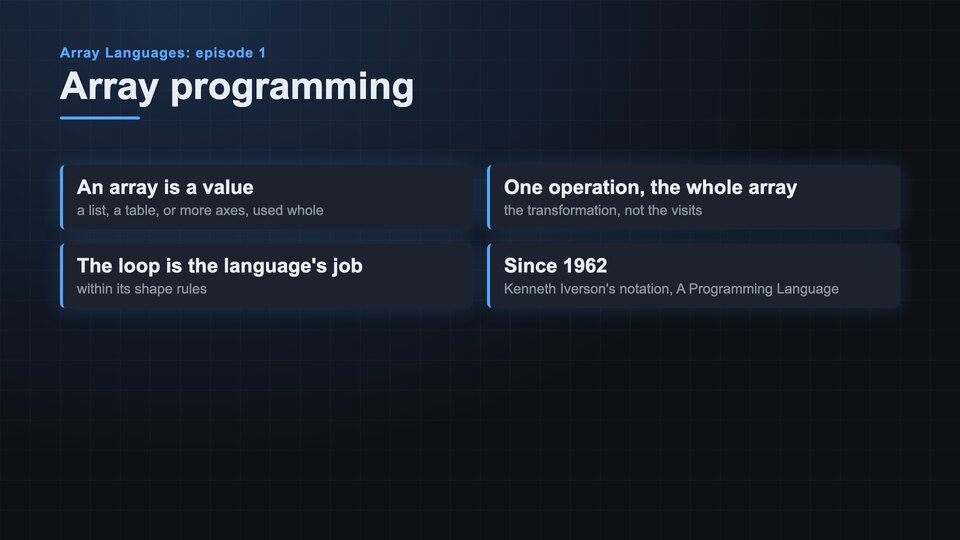 Array Languages: episode 1
Array programming
An array is a value
a list, a table, or more axes, used whole
One operation, the whole array
the transformation, not the visits
The loop is the language's job
within its shape rules
Since 1962
Kenneth Iverson's notation, A Programming Language